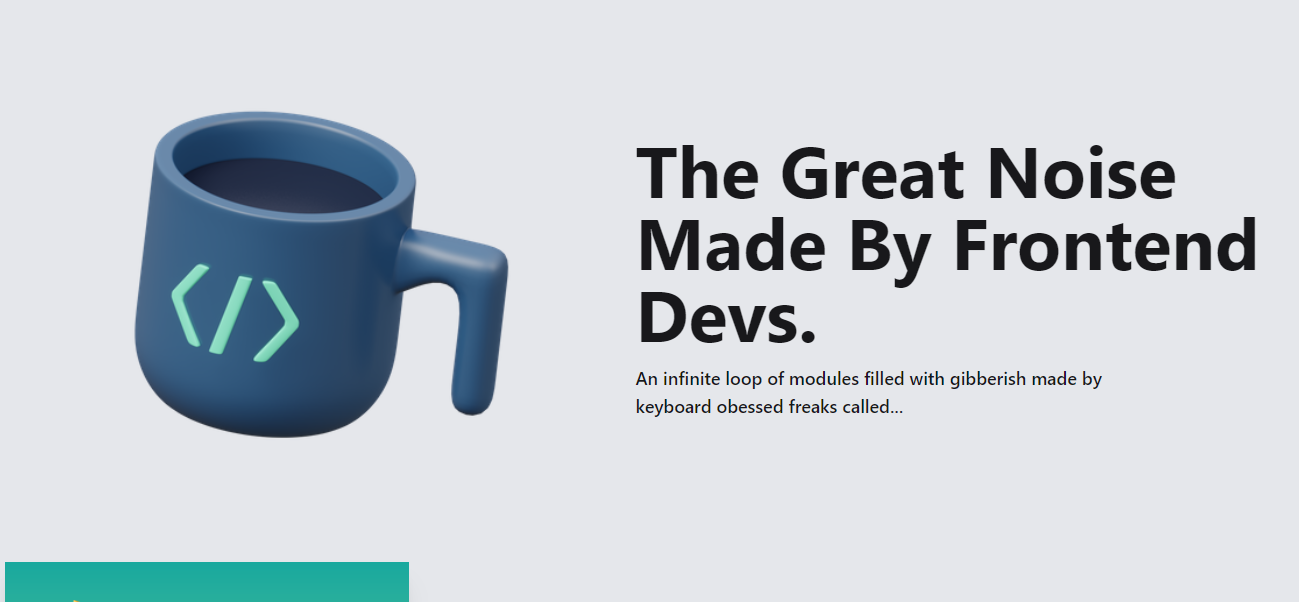 </>
The Great Noise
Made By Frontend
Devs.
An infinite loop of modules filled with gibberish made by
keyboard obessed freaks called...